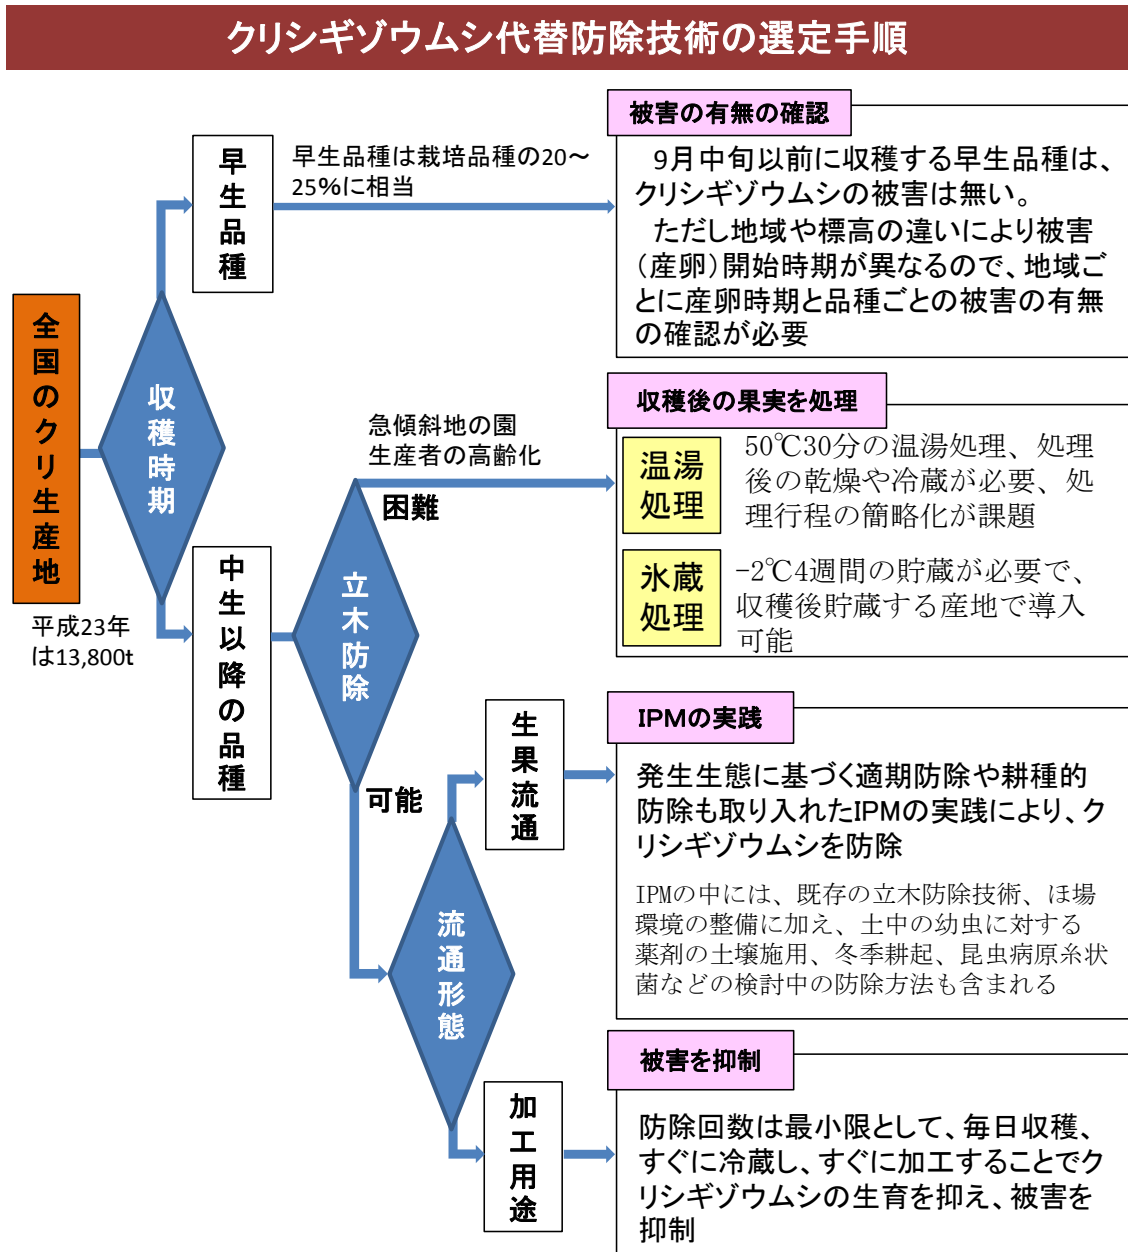 クリシギゾウムシ代替防除技術の選定手順
全国のクリ生産地
平成23年
は13,800t
収穫時期
早生品種
早生品種は栽培品種の20～
25%に相当
被害の有無の確認
9月中旬以前に収穫する早生品種は、
クリシギゾウムシの被害は無い。
ただし地域や標高の違いにより被害
（産卵）開始時期が異なるので、地域ご
とに産卵時期と品種ごとの被害の有無
の確認が必要
中生以降の品種
立木防除
急傾斜地の園
生産者の高齢化
困難
収穫後の果実を処理
温湯
処理
50℃30分の温湯処理、処理
後の乾燥や冷蔵が必要、処
理行程の簡略化が課題
氷蔵
処理
-2℃4週間の貯蔵が必要で、
収穫後貯蔵する産地で導入
可能
可能
流通形態
生果流通
IPMの実践
発生生態に基づく適期防除や耕種的
防除も取り入れたIPMの実践により、ク
リシギゾウムシを防除
IPMの中には、既存の立木防除技術、ほ場
環境の整備に加え、土中の幼虫に対する
薬剤の土壌施用、冬季耕起、昆虫病原糸状
菌などの検討中の防除方法も含まれる
加工用途
被害を抑制
防除回数は最小限として、毎日収穫、
すぐに冷蔵し、すぐに加工することでク
リシギゾウムシの生育を抑え、被害を
抑制